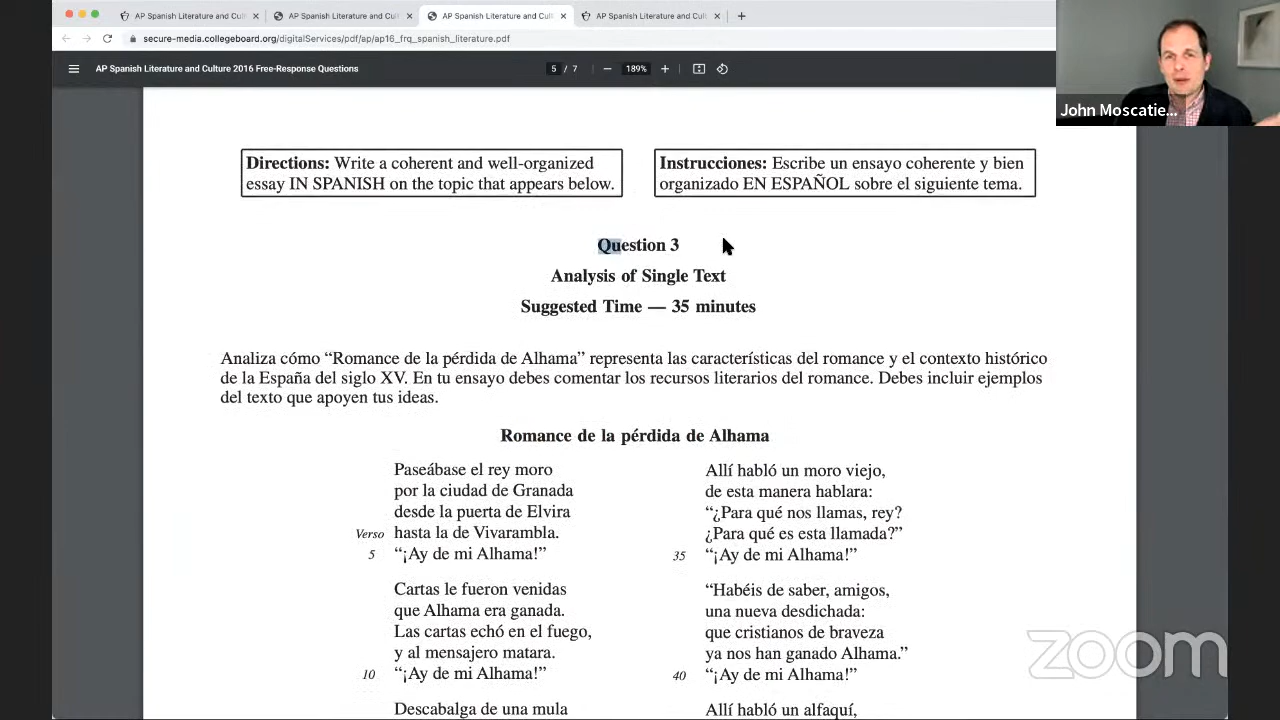 AP Spanish Literature and Cult
AP Spanish Literature and Cult
AP Spanish Literature and Cult
AP Spanish Literature and Cult
secure-media.collegeboard.org/digitalServices/pdf/ap/ap16_frq_spanish_literature.pdf
AP Spanish Literature and Culture 2016 Free-Response Questions
5 / 7
189%
John Moscatie...
Directions: Write a coherent and well-organized
essay IN SPANISH on the topic that appears below.
Instrucciones: Escribe un ensayo coherente y bien
organizado EN ESPAÑOL sobre el siguiente tema.
Question 3
Analysis of Single Text
Suggested Time — 35 minutes
Analiza cómo “Romance de la pérdida de Alhama” representa las características del romance y el contexto histórico
de la España del siglo XV. En tu ensayo debes comentar los recursos literarios del romance. Debes incluir ejemplos
del texto que apoyen tus ideas.
Romance de la pérdida de Alhama
Paseábase el rey moro
por la ciudad de Granada
desde la puerta de Elvira
Verso hasta la de Vivarambla.
5 “¡Ay de mi Alhama!”
Cartas le fueron venidas
que Alhama era ganada.
Las cartas echó en el fuego,
y al mensajero matara.
10 “¡Ay de mi Alhama!”
Descabalga de una mula
Allí habló un moro viejo,
de esta manera hablara:
“¿Para qué nos llamas, rey?
¿Para qué es esta llamada?”
35 “¡Ay de mi Alhama!”
“Habéis de saber, amigos,
una nueva desdichada:
que cristianos de braveza
ya nos han ganado Alhama.”
40 “¡Ay de mi Alhama!”
Allí habló un alfaquí,
zoom